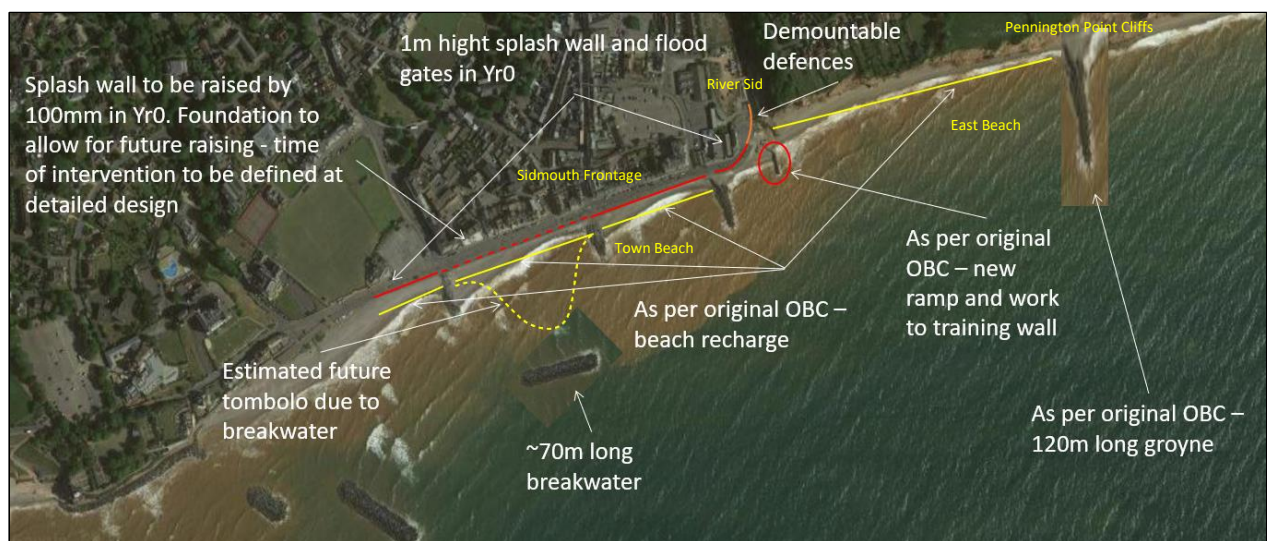 1m hight splash wall and flood
gates in Yr0
Demountable
defences
Pennington Point Cliffs
Splash wall to be raised by
100mm in Yr0. Foundation to
allow for future raising - time
of intervention to be defined at
detailed design
River Sid
East Beach
Sidmouth Frontage
Town Beach
As per original
OBC – new
ramp and work
to training wall
As per original OBC –
beach recharge
Estimated future
tombolo due to
breakwater
~70m long
breakwater
As per original OBC –
120m long groyne